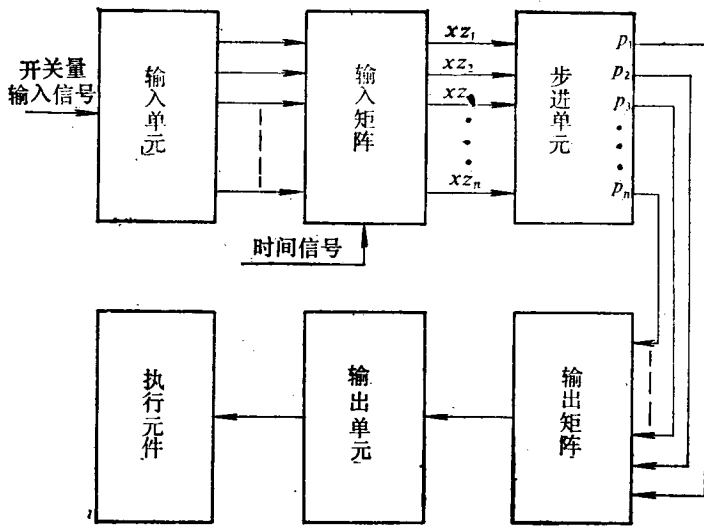 开关量
输入信号
输入单元
输入矩阵
步进单元
xz₁
xz₂
xz
xzₙ
p₁
p₂
p₃
pₙ
时间信号
执行元件
输出单元
输出矩阵